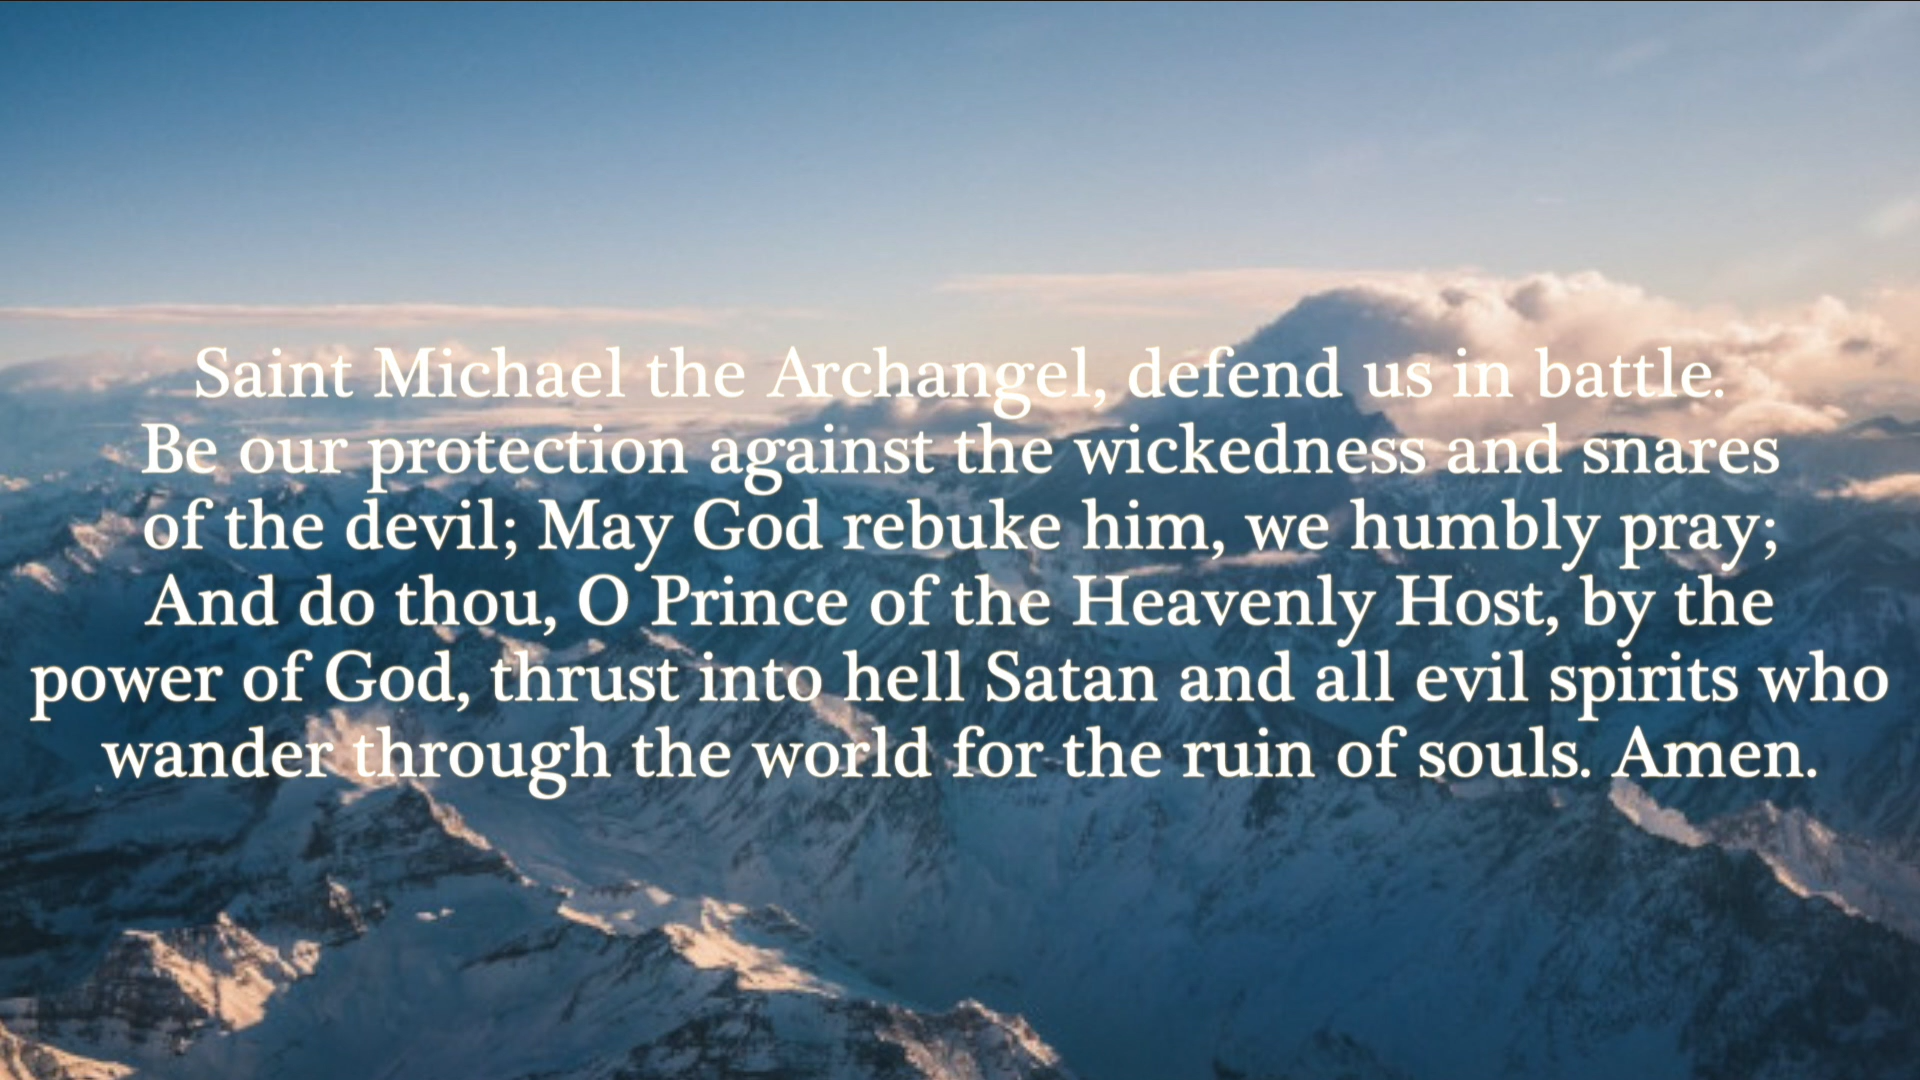 Saint Michael the Archangel, defend us in battle.
Be our protection against the wickedness and snares
of the devil; May God rebuke him, we humbly pray;
And do thou, O Prince of the Heavenly Host, by the
power of God, thrust into hell Satan and all evil spirits who
wander through the world for the ruin of souls. Amen.